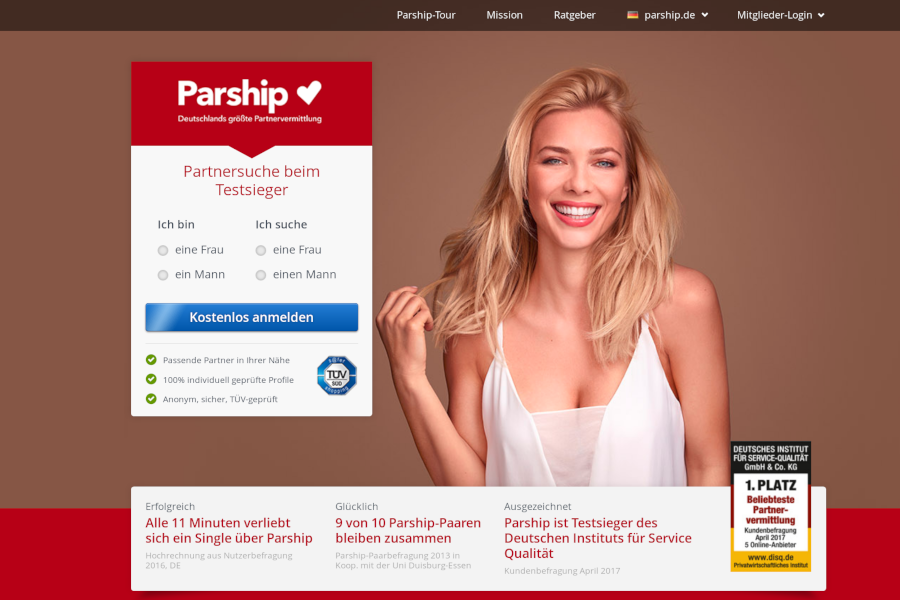 Parship-Tour
Mission
Ratgeber
parship.de
Mitglieder-Login
Parship
Deutschlands größte Partnervermittlung
Partnersuche beim
Testsieger
Ich bin
Ich suche
eine Frau
eine Frau
ein Mann
einen Mann
Kostenlos anmelden
Passende Partner in Ihrer Nähe
100% individuell geprüfte Profile
Anonym, sicher, TÜV-geprüft
TÜV
SÜD
Erfolgreich
Alle 11 Minuten verliebt
sich ein Single über Parship
Hochrechnung aus Nutzerbefragung
2016, DE
Glücklich
9 von 10 Parship-Paaren
bleiben zusammen
Parship-Paarbefragung 2013 in
Koop. mit der Uni Duisburg-Essen
Ausgezeichnet
Parship ist Testsieger des
Deutschen Instituts für Service
Qualität
Kundenbefragung April 2017
DEUTSCHES INSTITUT
FÜR SERVICE-QUALITÄT
GmbH & Co. KG
1. PLATZ
Beliebteste
Partner-
vermittlung
Kundenbefragung
April 2017
5 Online-Anbieter
www.disq.de
Privatwirtschaftliches Institut